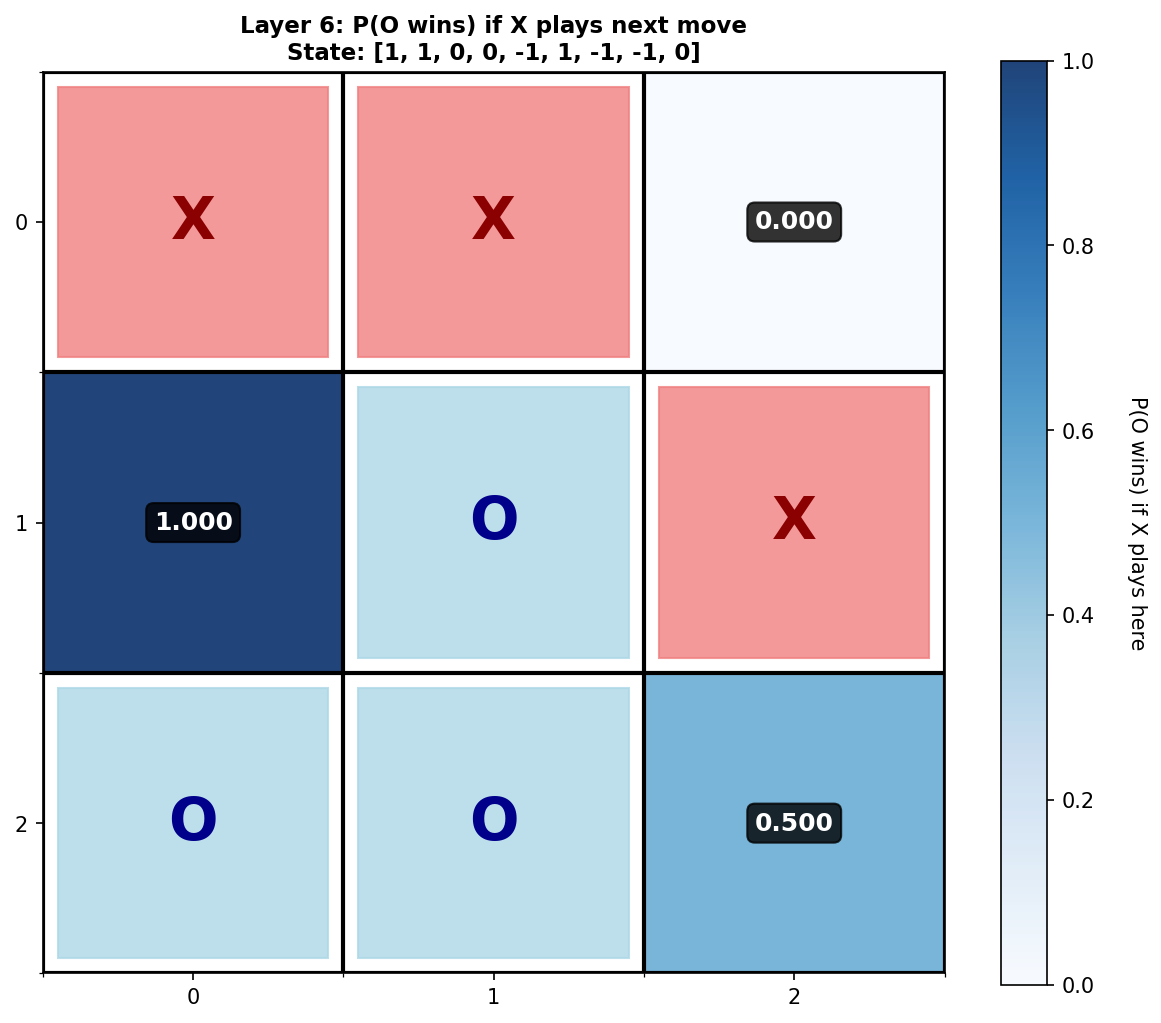 Layer 6: P(O wins) if X plays next move
State: [1, 1, 0, 0, -1, 1, -1, -1, 0]
0 X X 0.000
1 1.000 O X
2 O O 0.500
0 1 2
1.0
0.8
0.6
0.4
0.2
0.0
P(O wins) if X plays here